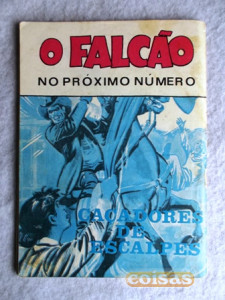 O FALCÃO
NO PRÓXIMO NÚMERO
CAÇADORES
DE
ESCALPES
coisas